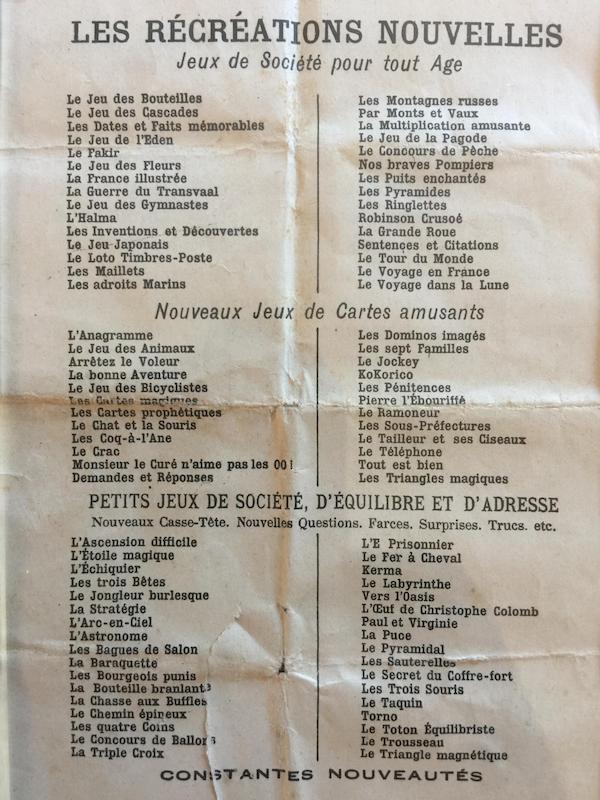 LES RÉCRÉATIONS NOUVELLES
Jeux de Société pour tout Age
Le Jeu des Bouteilles
Le Jeu des Cascades
Les Dates et Faits mémorables
Le Jeu de l'Eden
Le Fakir
Le Jeu des Fleurs
La France illustrée
La Guerre du Transvaal
Le Jeu des Gymnastes
L'Halma
Les Inventions et Découvertes
Le Jeu Japonais
Le Loto Timbres-Poste
Les Maillets
Les adroits Marins
Les Montagnes russes
Par Monts et Vaux
La Multiplication amusante
Le Jeu de la Pagode
Le Concours de Pèche
Nos braves Pompiers
Les Puits enchantés
Les Pyramides
Les Ringlettes
Robinson Crusoé
La Grande Roue
Sentences et Citations
Le Tour du Monde
Le Voyage en France
Le Voyage dans la Lune
Nouveaux Jeux de Cartes amusants
L'Anagramme
Le Jeu des Animaux
Arrêtez le Voleur
La bonne Aventure
Le Jeu des Bicyclistes
Les Cartes magiques
Les Cartes prophétiques
Le Chat et la Souris
Les Coq-à-l'Ane
Le Crac
Monsieur le Curé n'aime pas les OO!
Demandes et Réponses
Les Dominos imagés
Les sept Familles
Le Jockey
KoKorico
Les Pénitences
Pierre l'Ebouriffé
Le Ramoneur
Les Sous-Préfectures
Le Tailleur et ses Ciseaux
Le Téléphone
Tout est bien
Les Triangles magiques
PETITS JEUX DE SOCIÉTÉ, D'ÉQUILIBRE ET D'ADRESSE
Nouveaux Casse-Tête. Nouvelles Questions. Farces. Surprises. Trucs. etc.
L'Ascension difficile
L'Étoile magique
L'Échiquier
Les trois Bêtes
Le Jongleur burlesque
La Stratégie
L'Arc-en-Ciel
L'Astronome
Les Bagues de Salon
La Baraquette
Les Bourgeois punis
La Bouteille branlante
La Chasse aux Buffles
Le Chemin épineux
Les quatre Coins
Le Concours de Ballons
La Triple Croix
L'E Prisonnier
Le Fer à Cheval
Kerma
Le Labyrinthe
Vers l'Oasis
L'Œuf de Christophe Colomb
Paul et Virginie
La Puce
Le Pyramidal
Les Sauterelles
Le Secret du Coffre-fort
Les Trois Souris
Le Taquin
Torno
Le Toton Équilibriste
Le Trousseau
Le Triangle magnétique
CONSTANTES NOUVEAUTÉS